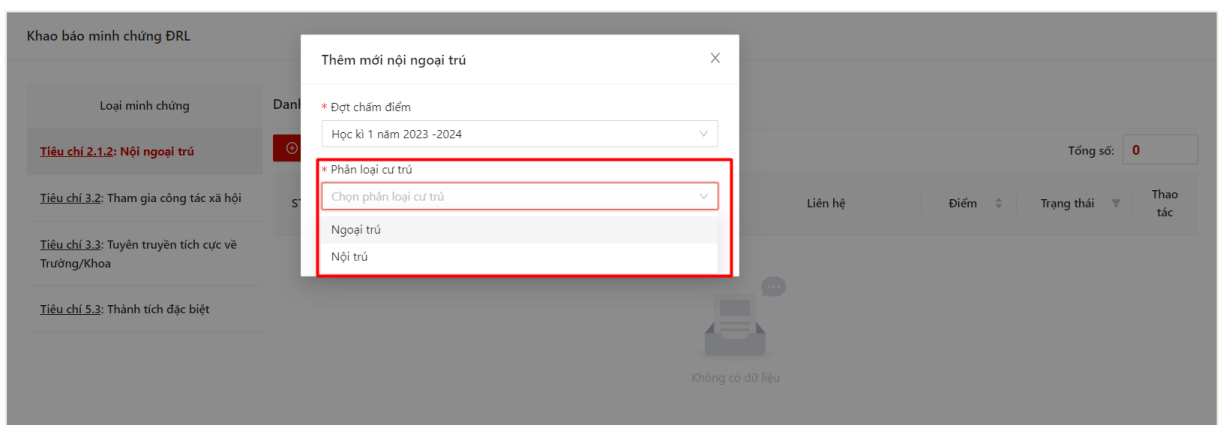 Khao báo minh chứng ĐRL
Thêm mới nội ngoại trú
Loại minh chứng
Danh
* Đợt chấm điểm
Học kì 1 năm 2023 -2024
Tiêu chí 2.1.2: Nội ngoại trú
Tổng số: 0
* Phân loại cư trú
Chọn phân loại cư trú
Tiêu chí 3.2: Tham gia công tác xã hội
Liên hệ
Điểm
Trạng thái
Thao
tác
Ngoại trú
Nội trú
Tiêu chí 3.3: Tuyên truyền tích cực về
Trường/Khoa
Tiêu chí 5.3: Thành tích đặc biệt
Không có dữ liệu